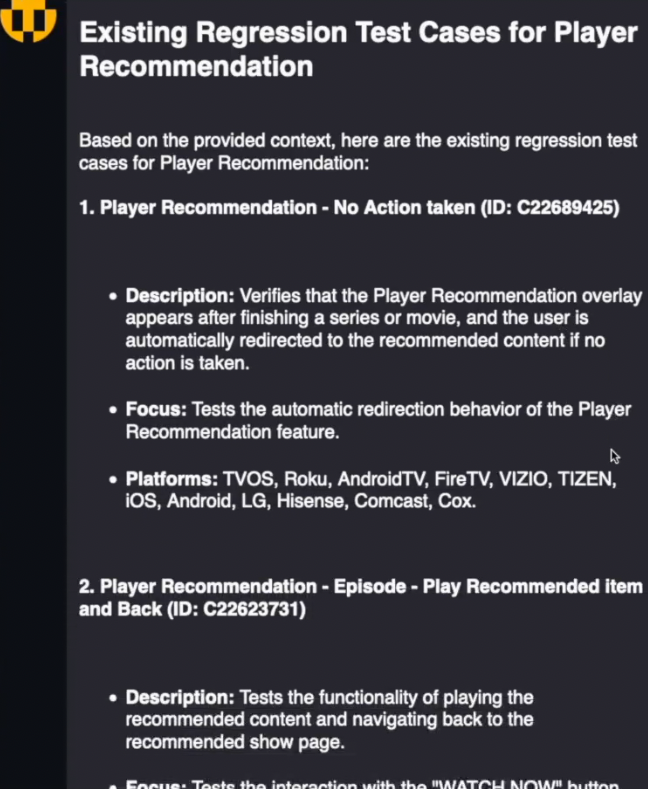 Existing Regression Test Cases for Player
Recommendation
Based on the provided context, here are the existing regression test
cases for Player Recommendation:
1. Player Recommendation - No Action taken (ID: C22689425)
• Description: Verifies that the Player Recommendation overlay
appears after finishing a series or movie, and the user is
automatically redirected to the recommended content if no
action is taken.
• Focus: Tests the automatic redirection behavior of the Player
Recommendation feature.
• Platforms: TVOS, Roku, AndroidTV, FireTV, VIZIO, TIZEN,
iOS, Android, LG, Hisense, Comcast, Cox.
2. Player Recommendation - Episode - Play Recommended item
and Back (ID: C22623731)
• Description: Tests the functionality of playing the
recommended content and navigating back to the
recommended show page.
• Focus: Tests the interaction with the "WATCH NOW" button